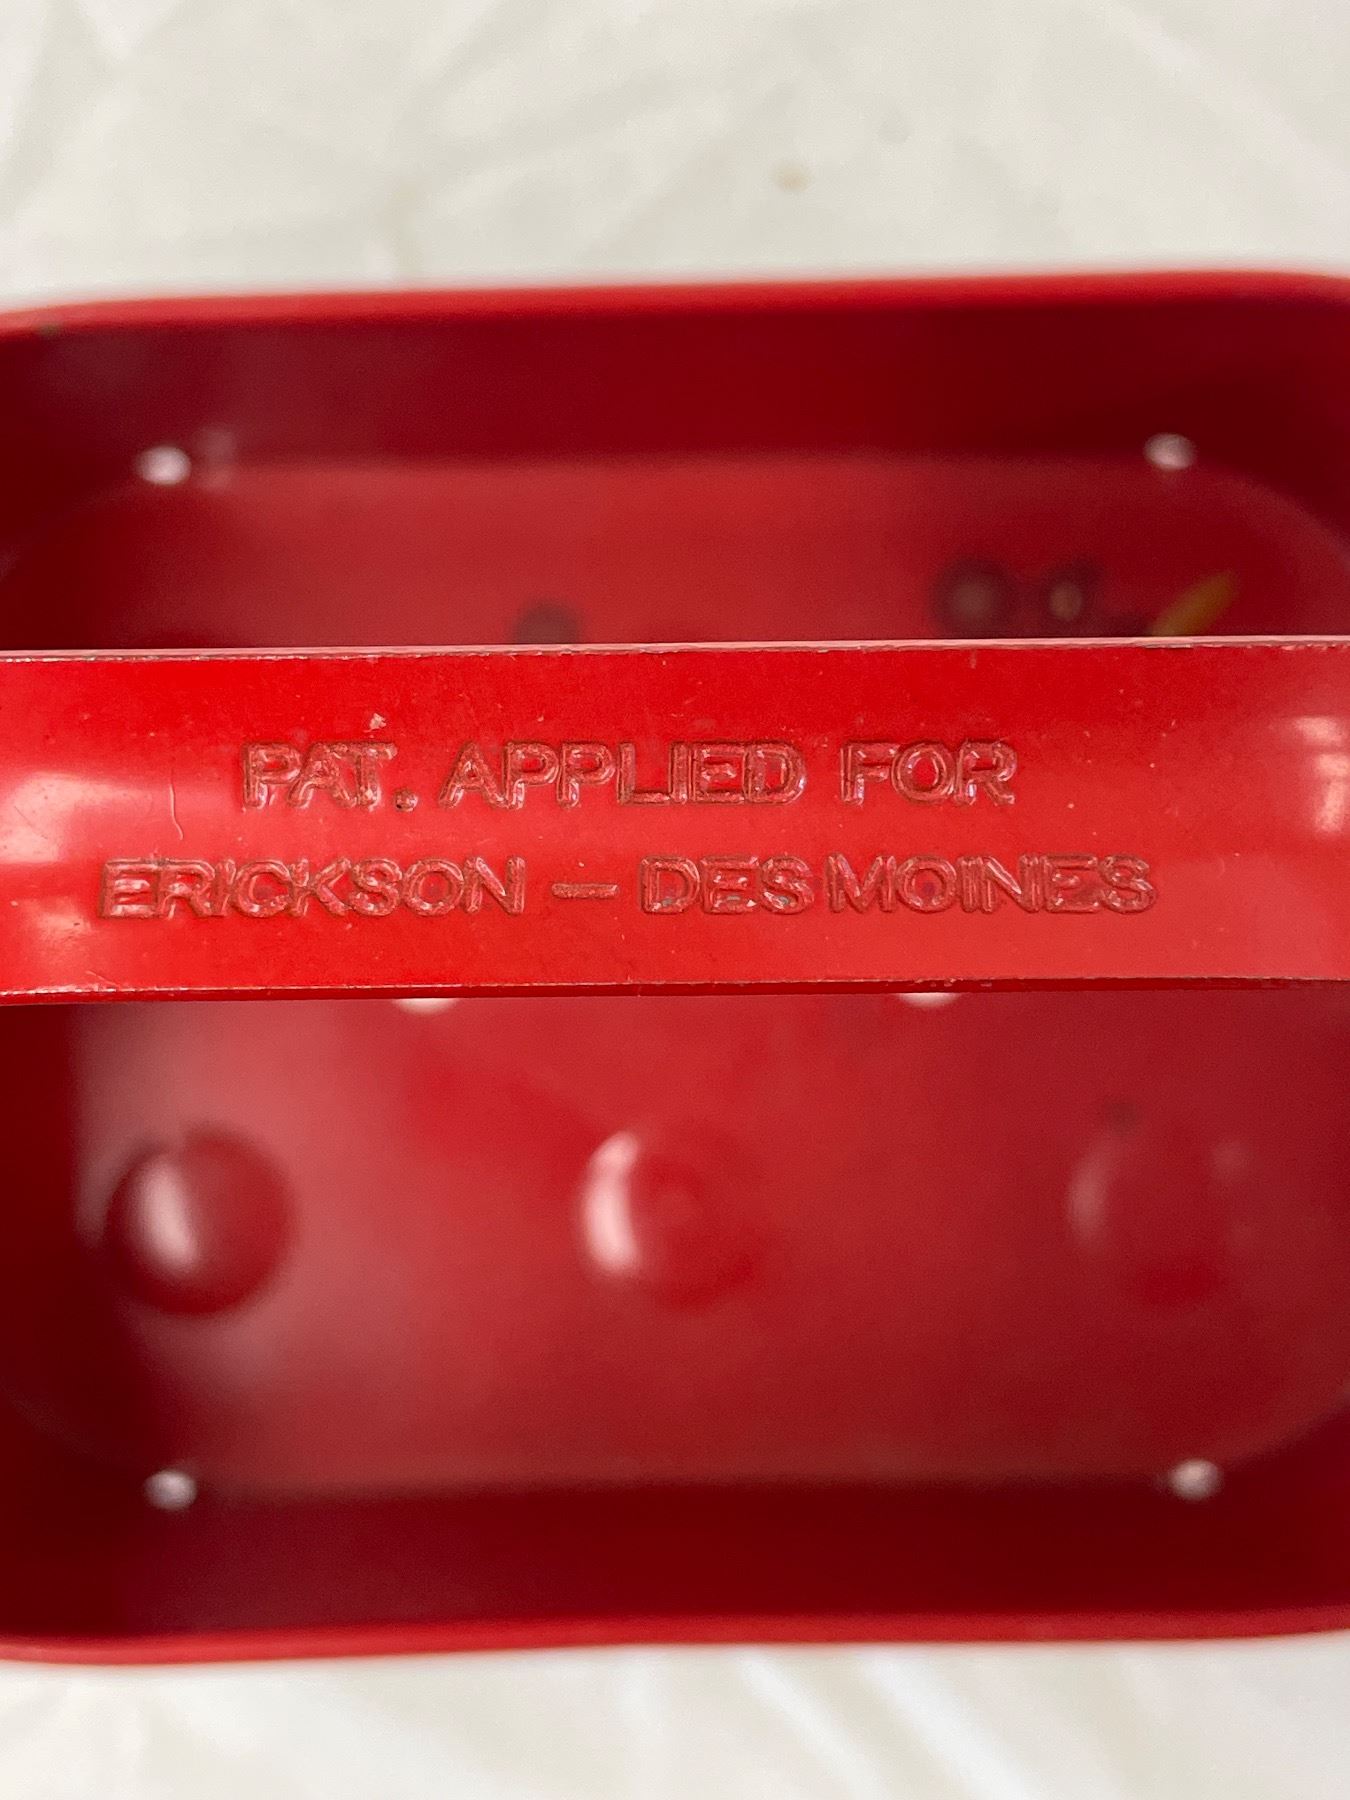 PAT. APPLIED FOR
ERICKSON — DES MOINES